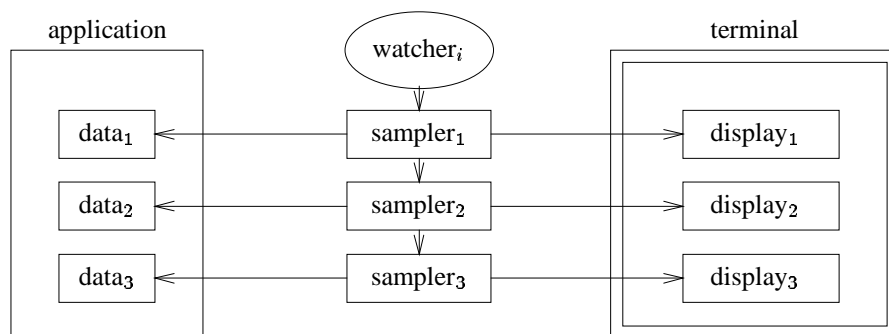 application
watcherᵢ
terminal
data₁
sampler₁
display₁
data₂
sampler₂
display₂
data₃
sampler₃
display₃